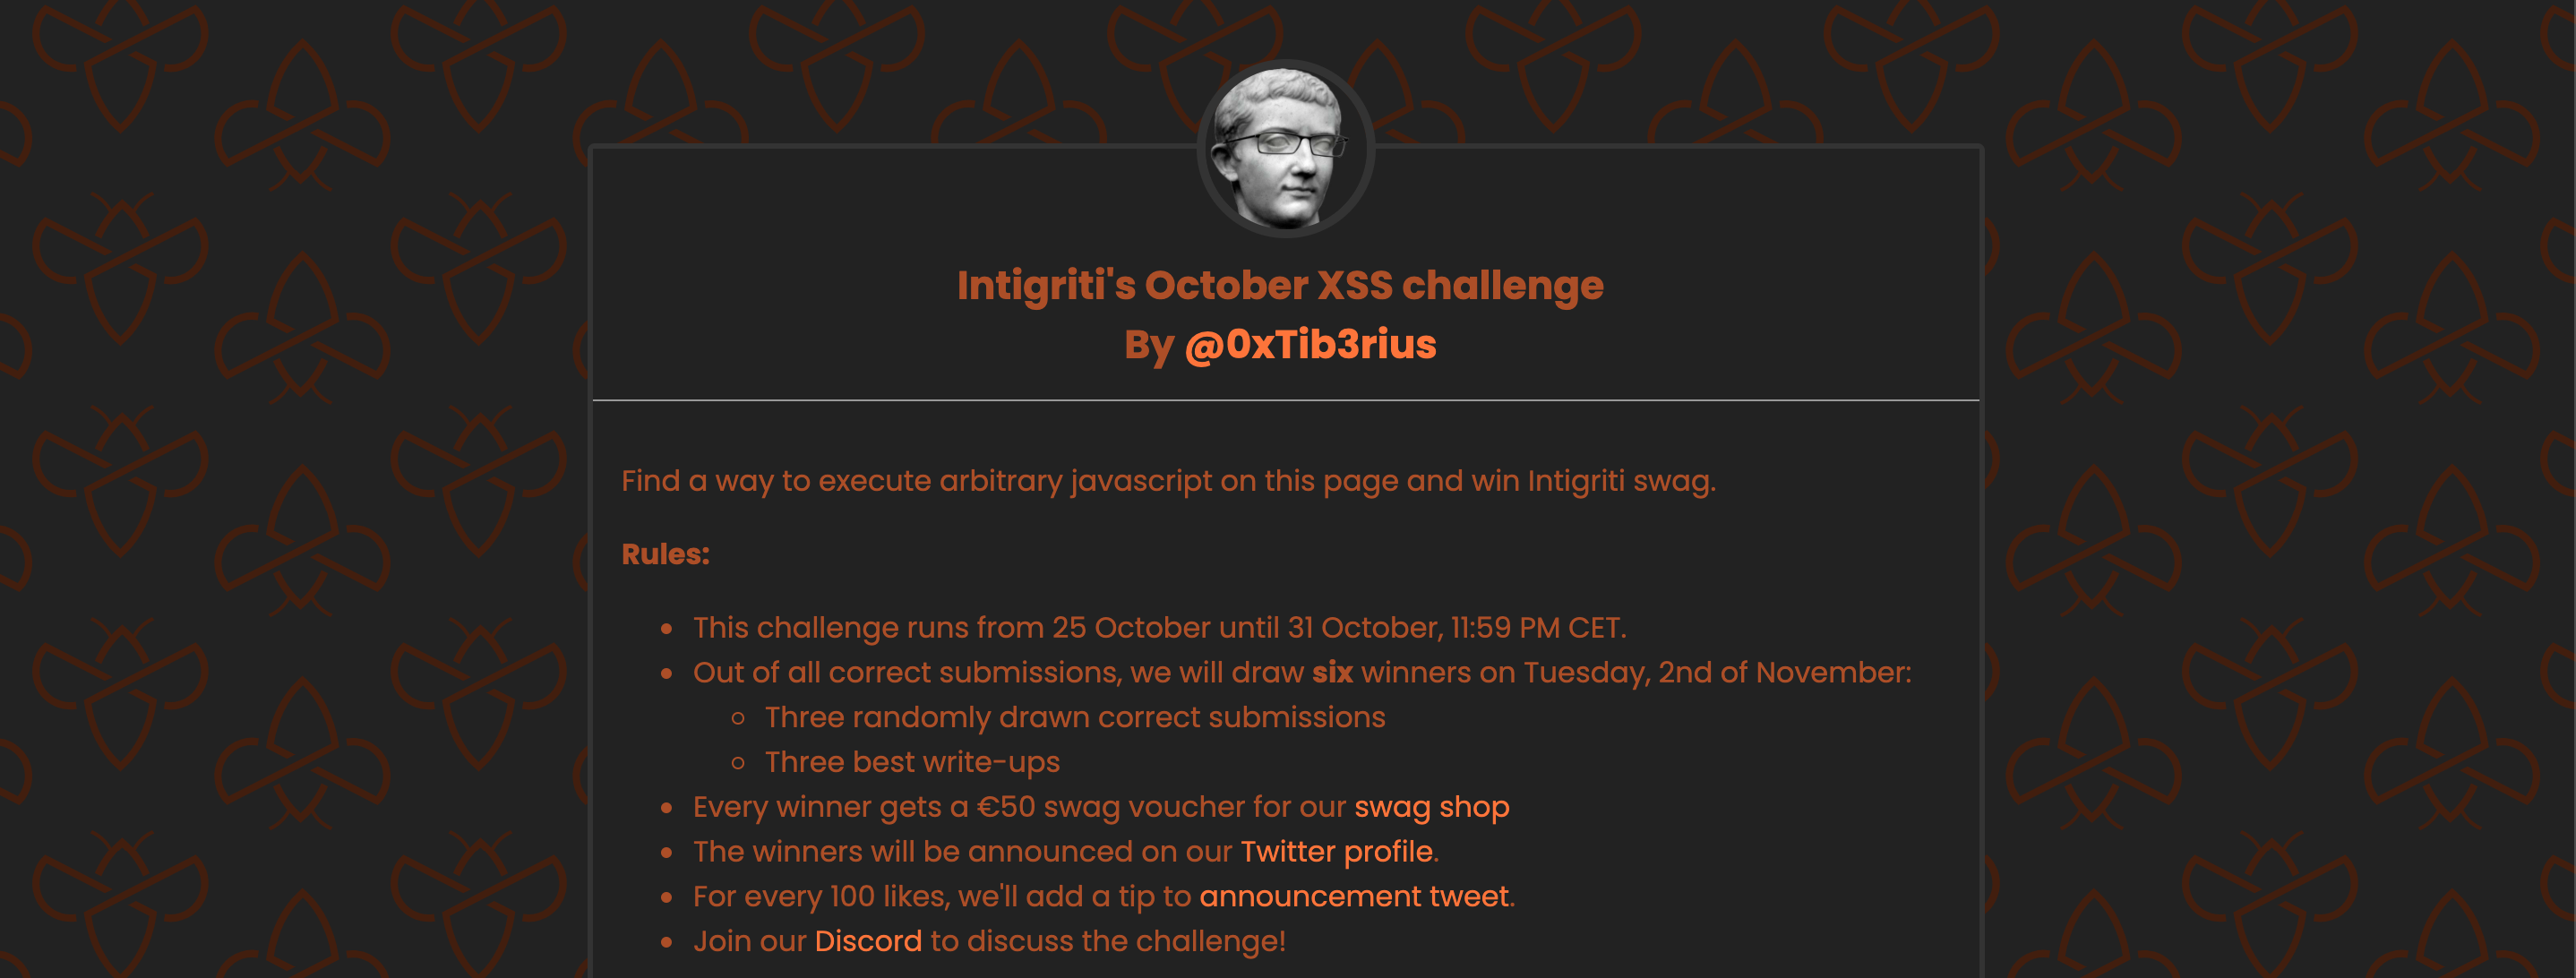 Intigriti's October XSS challenge
By @0xTib3rius
Find a way to execute arbitrary javascript on this page and win Intigriti swag.
Rules:
This challenge runs from 25 October until 31 October, 11:59 PM CET.
Out of all correct submissions, we will draw six winners on Tuesday, 2nd of November:
Three randomly drawn correct submissions
Three best write-ups
Every winner gets a €50 swag voucher for our swag shop
The winners will be announced on our Twitter profile.
For every 100 likes, we'll add a tip to announcement tweet.
Join our Discord to discuss the challenge!